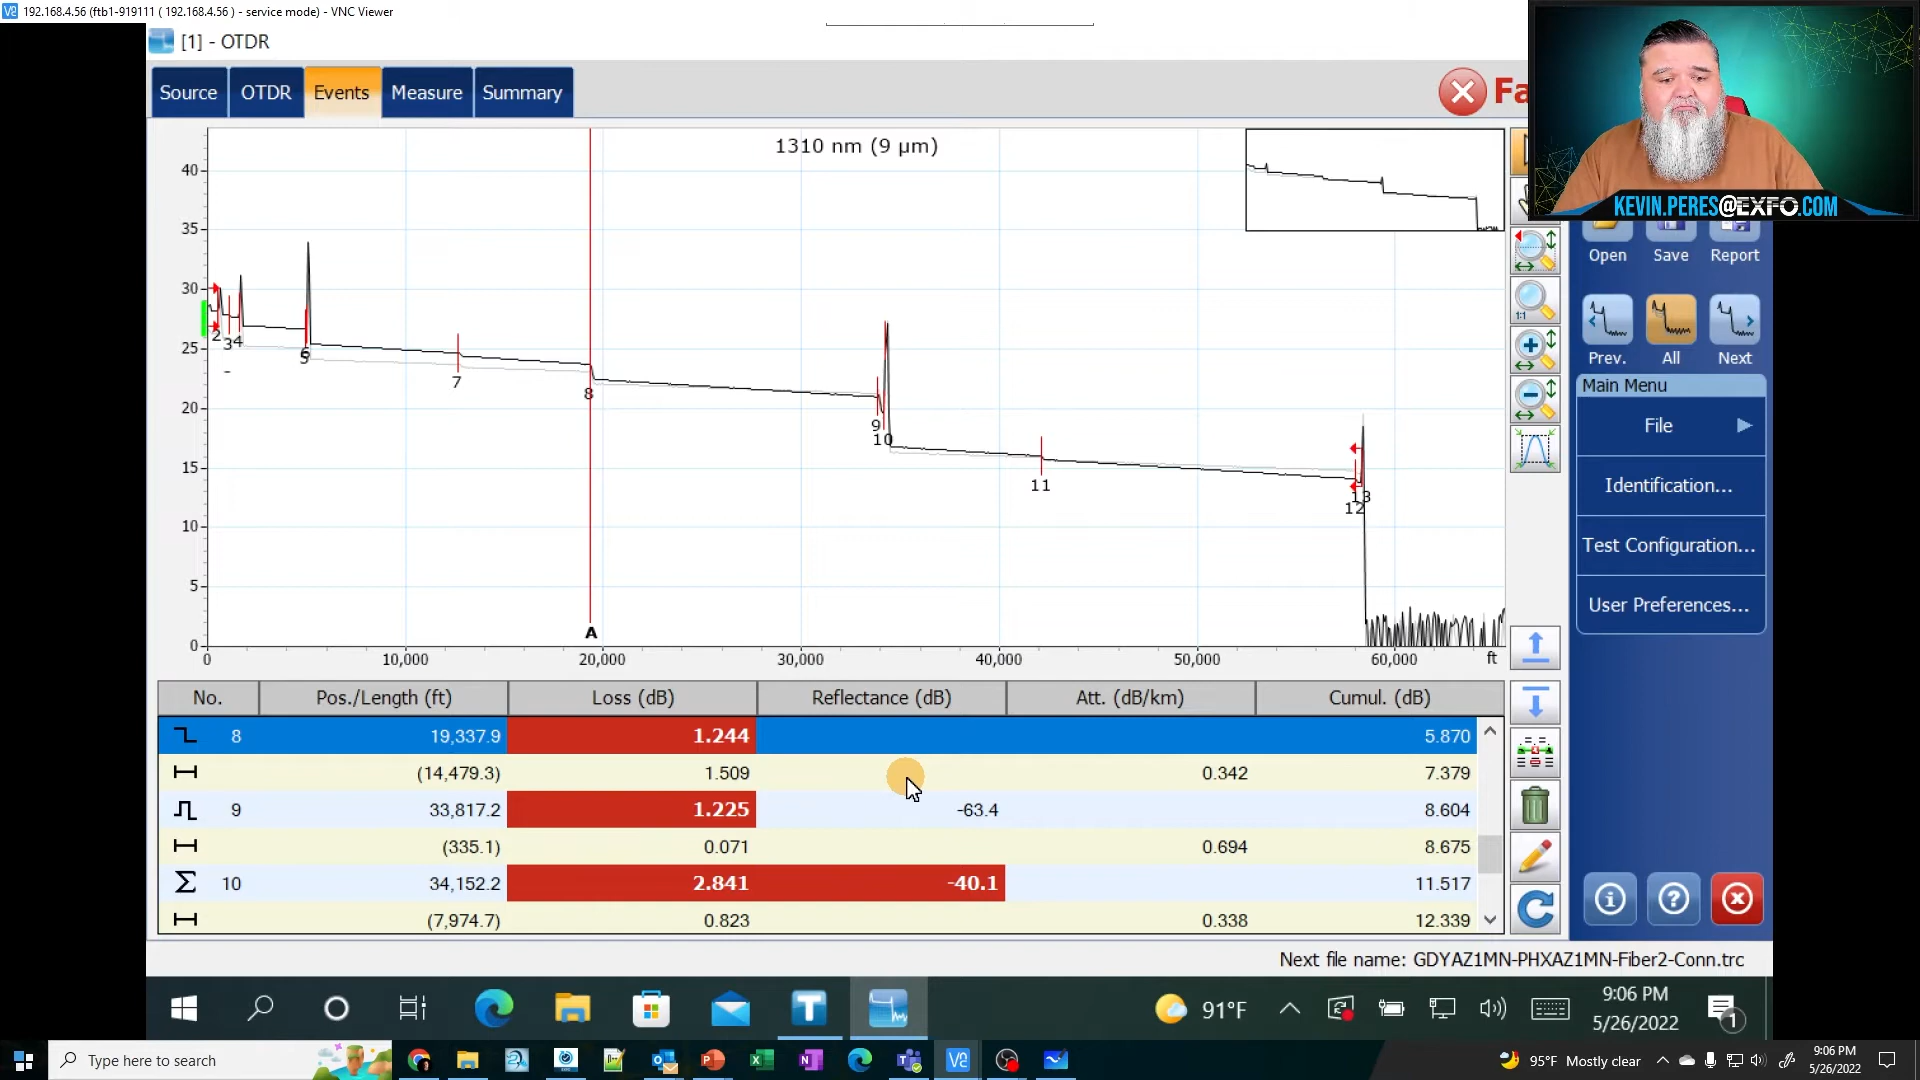 192.168.4.56 (ftb1-919111 ( 192.168.4.56 ) - service mode) - VNC Viewer
[1] - OTDR
Source OTDR Events Measure Summary
KEVIN.PERES@EXFO.COM
1310 nm (9 µm)
40
35
30
25
20
15
10
5
0
2 3 4 5 7 8 9 10 11 12 13
A
0 10,000 20,000 30,000 40,000 50,000 60,000 ft
No. Pos./Length (ft) Loss (dB) Reflectance (dB) Att. (dB/km) Cumul. (dB)
8 19,337.9 1.244 5.870
(14,479.3) 1.509 0.342 7.379
9 33,817.2 1.225 -63.4 8.604
(335.1) 0.071 0.694 8.675
Σ 10 34,152.2 2.841 -40.1 11.517
(7,974.7) 0.823 0.338 12.339
1:1
Open Save Report
Prev. All Next
Main Menu
File
Identification...
Test Configuration...
User Preferences...
Next file name: GDYAZ1MN-PHXAZ1MN-Fiber2-Conn.trc
91°F
9:06 PM
5/26/2022
1
Type here to search
95°F Mostly clear
9:06 PM
5/26/2022